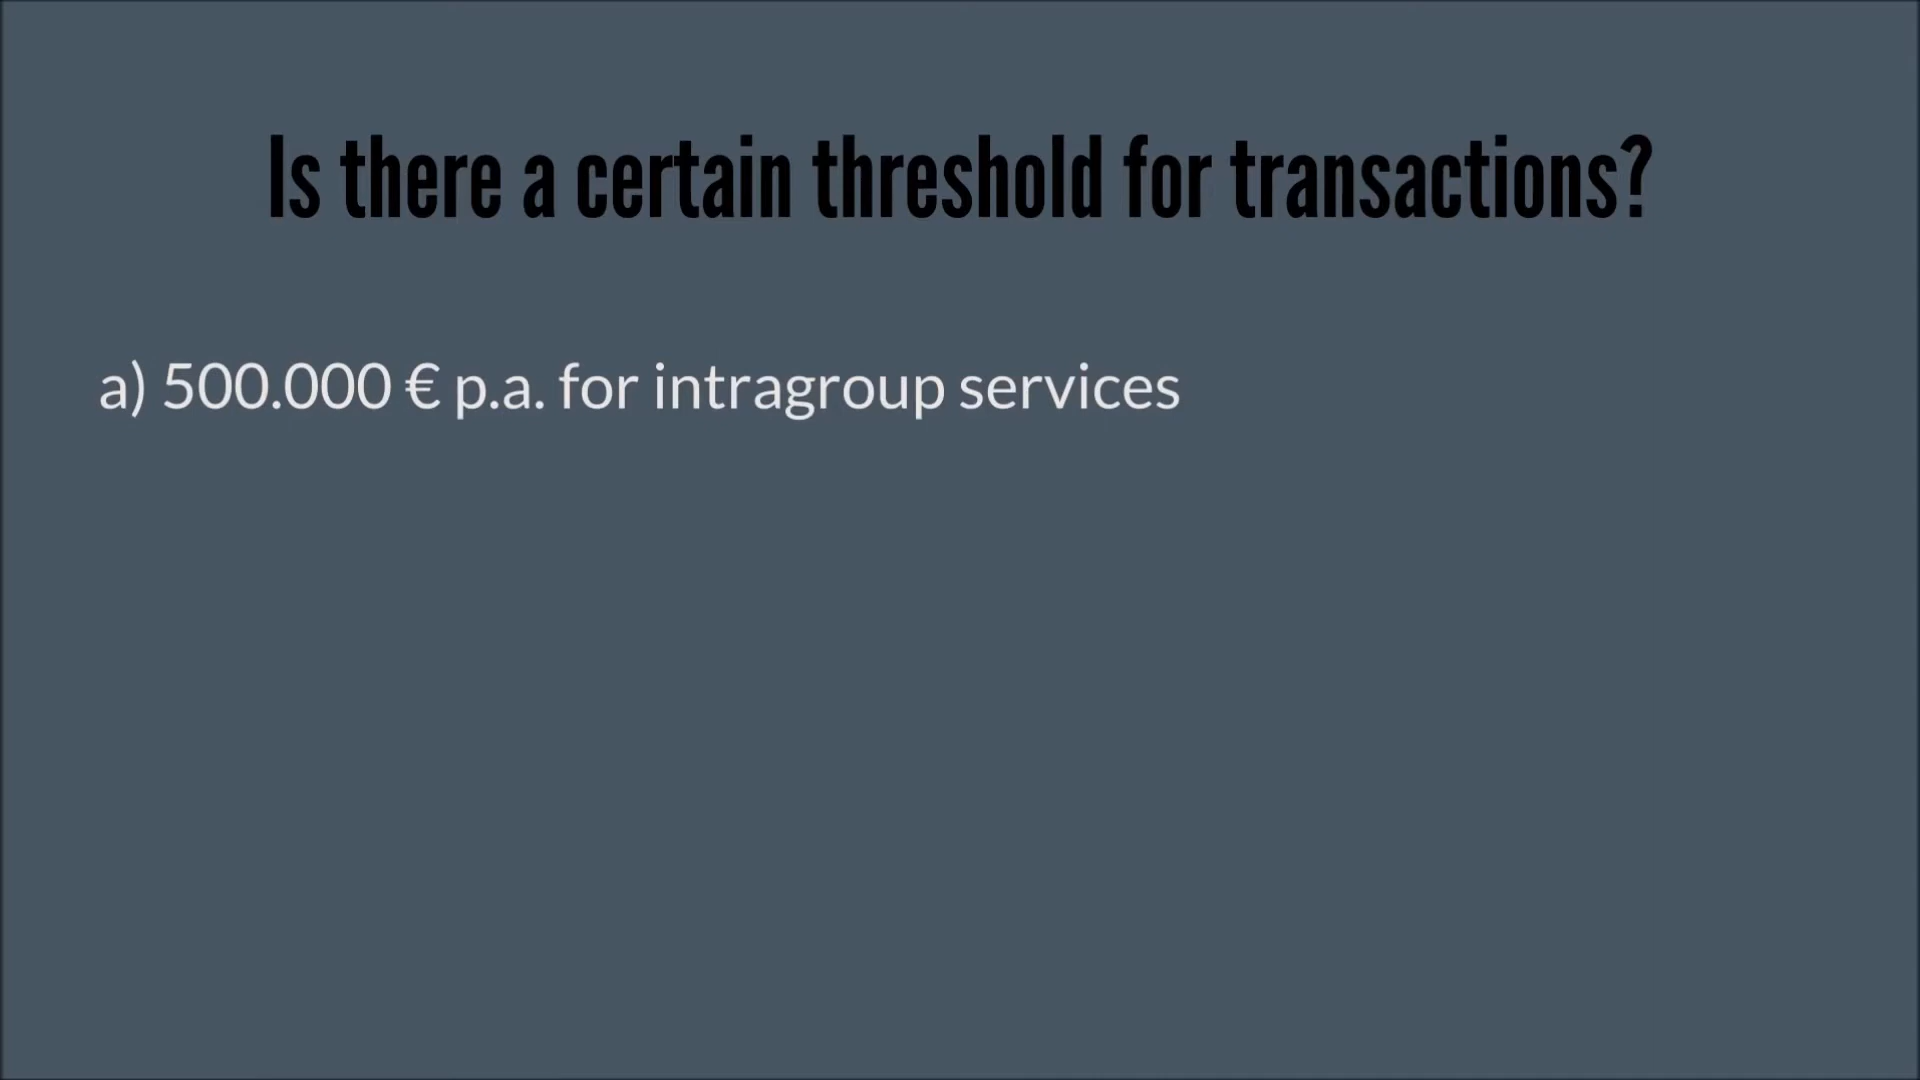 Is there a certain threshold for transactions?
a) 500.000 € p.a. for intragroup services